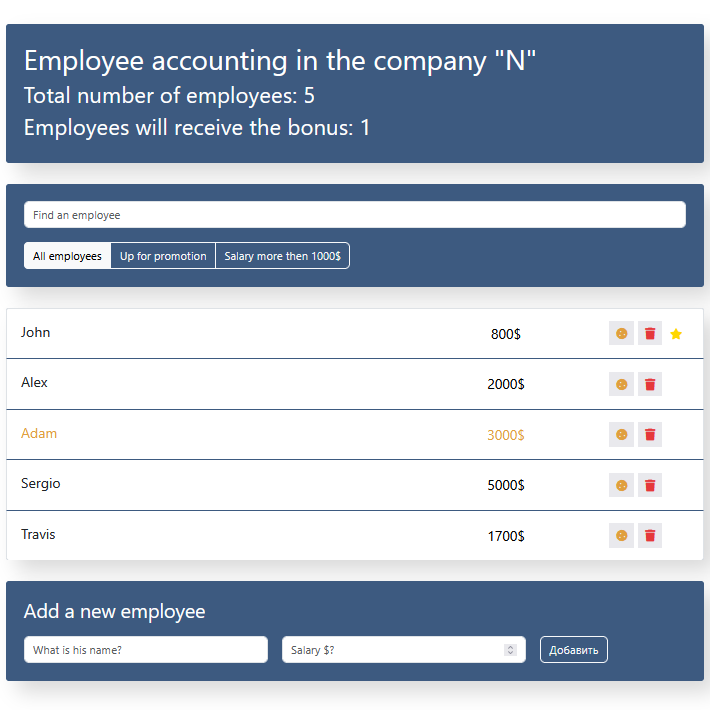 Employee accounting in the company "N"
Total number of employees: 5
Employees will receive the bonus: 1
Find an employee
All employees Up for promotion Salary more then 1000$
John 800$
Alex 2000$
Adam 3000$
Sergio 5000$
Travis 1700$
Add a new employee
What is his name? Salary $? Добавить